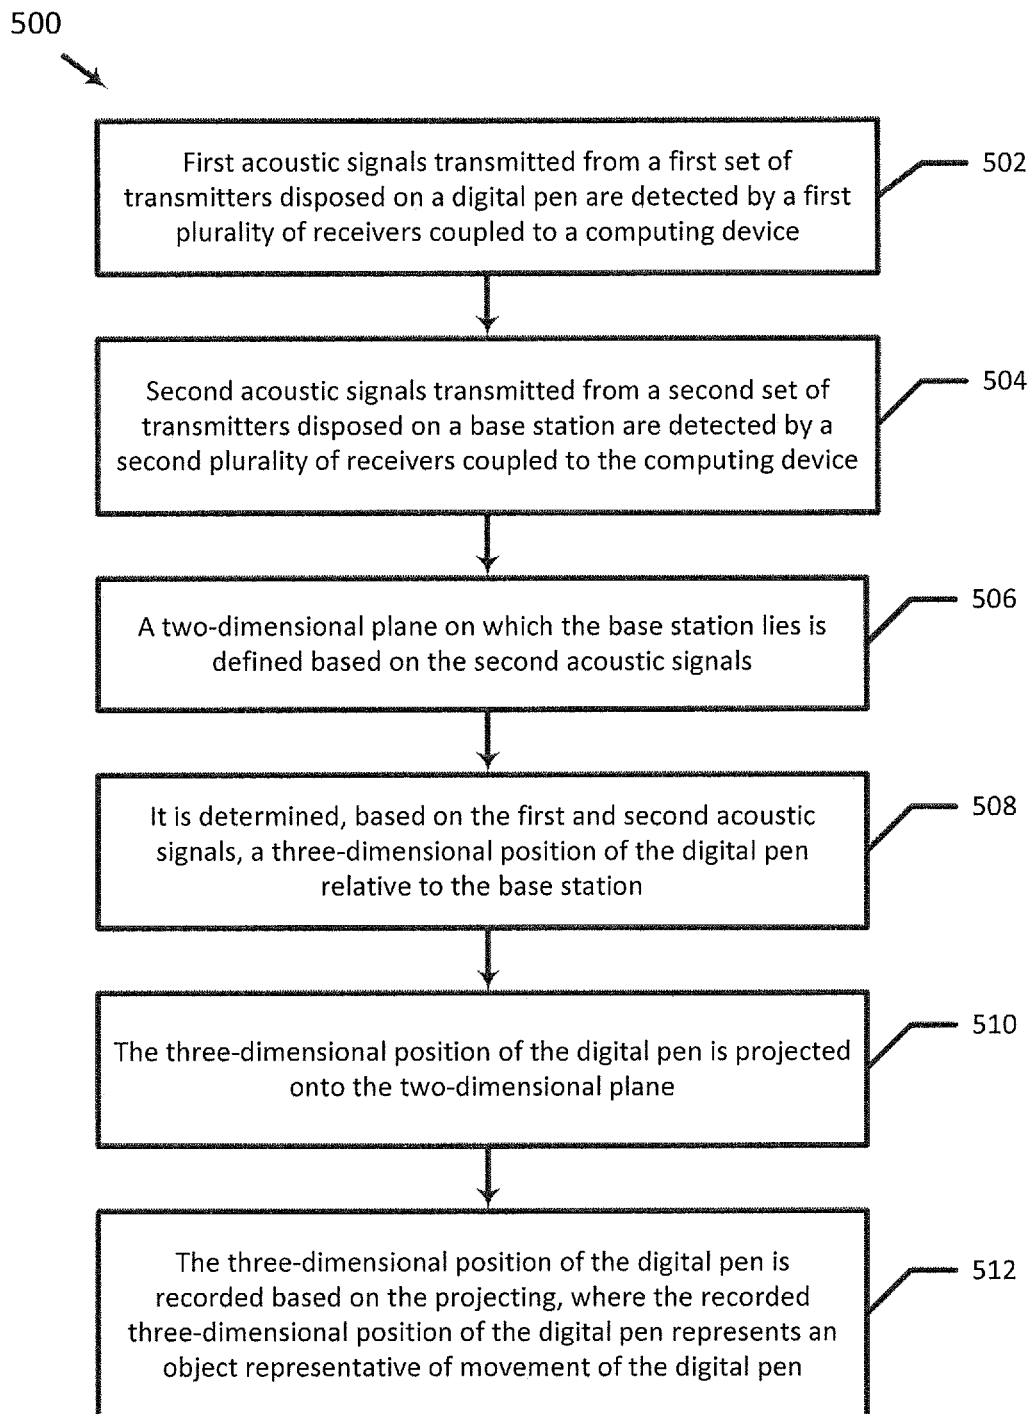 500
First acoustic signals transmitted from a first set of
transmitters disposed on a digital pen are detected by a first
plurality of receivers coupled to a computing device
502
Second acoustic signals transmitted from a second set of
transmitters disposed on a base station are detected by a
second plurality of receivers coupled to the computing device
504
A two-dimensional plane on which the base station lies is
defined based on the second acoustic signals
506
It is determined, based on the first and second acoustic
signals, a three-dimensional position of the digital pen
relative to the base station
508
The three-dimensional position of the digital pen is projected
onto the two-dimensional plane
510
The three-dimensional position of the digital pen is
recorded based on the projecting, where the recorded
three-dimensional position of the digital pen represents an
object representative of movement of the digital pen
512